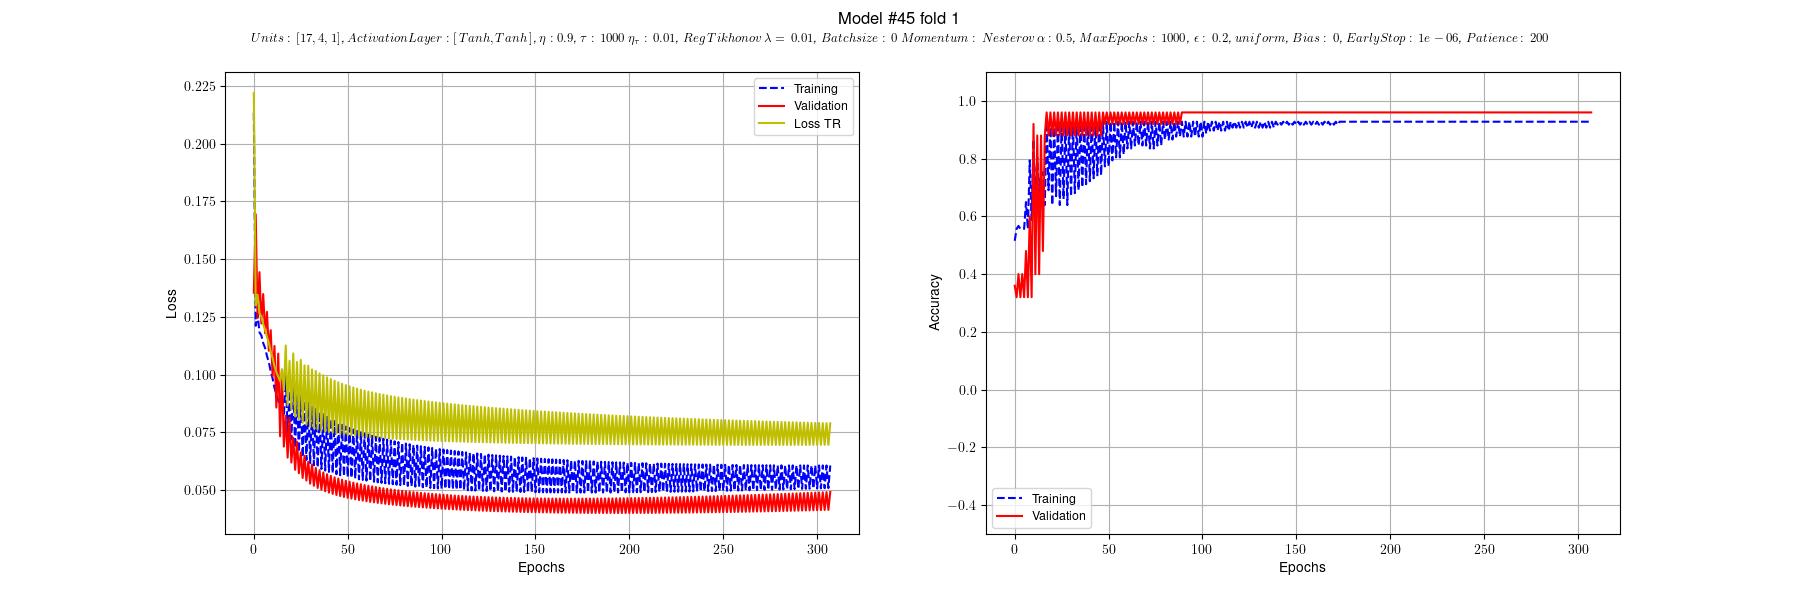 Model #45 fold 1
Units : [17, 4, 1], ActivationLayer : [Tanh, Tanh], η : 0.9, τ : 1000 ητ : 0.01, RegTikhonov λ = 0.01, Batchsize : 0 Momentum : Nesterov α : 0.5, MaxEpochs : 1000, ϵ : 0.2, uniform, Bias : 0, EarlyStop : 1e − 06, Patience : 200
0.225
0.200
0.175
0.150
0.125
0.100
0.075
0.050
Loss
0 50 100 150 200 250 300
Epochs
Training
Validation
Loss TR
1.0
0.8
0.6
0.4
0.2
0.0
−0.2
−0.4
Accuracy
0 50 100 150 200 250 300
Epochs
Training
Validation